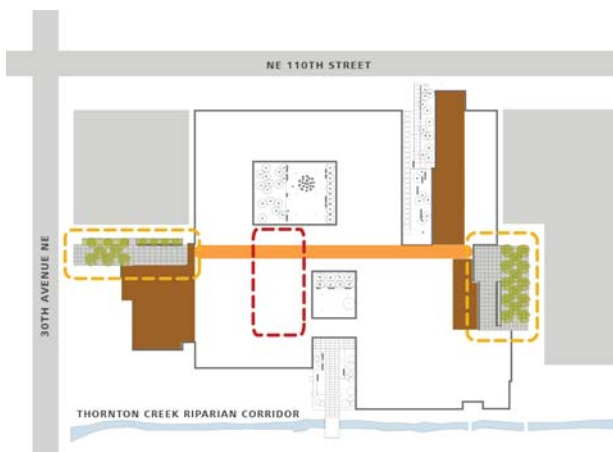 NE 110TH STREET
30TH AVENUE NE
THORNTON CREEK RIPARIAN CORRIDOR